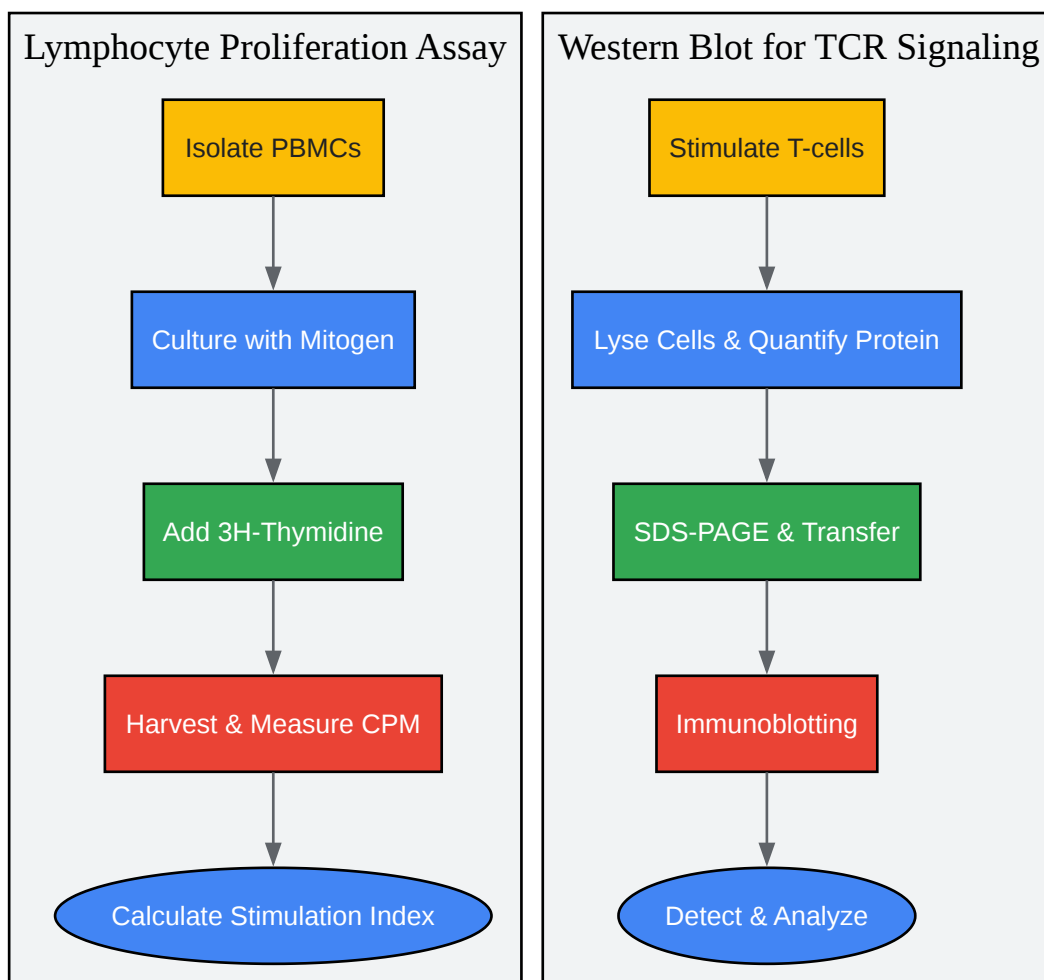 Lymphocyte Proliferation Assay
Isolate PBMCs
Culture with Mitogen
Add 3H-Thymidine
Harvest & Measure CPM
Calculate Stimulation Index
Western Blot for TCR Signaling
Stimulate T-cells
Lyse Cells & Quantify Protein
SDS-PAGE & Transfer
Immunoblotting
Detect & Analyze